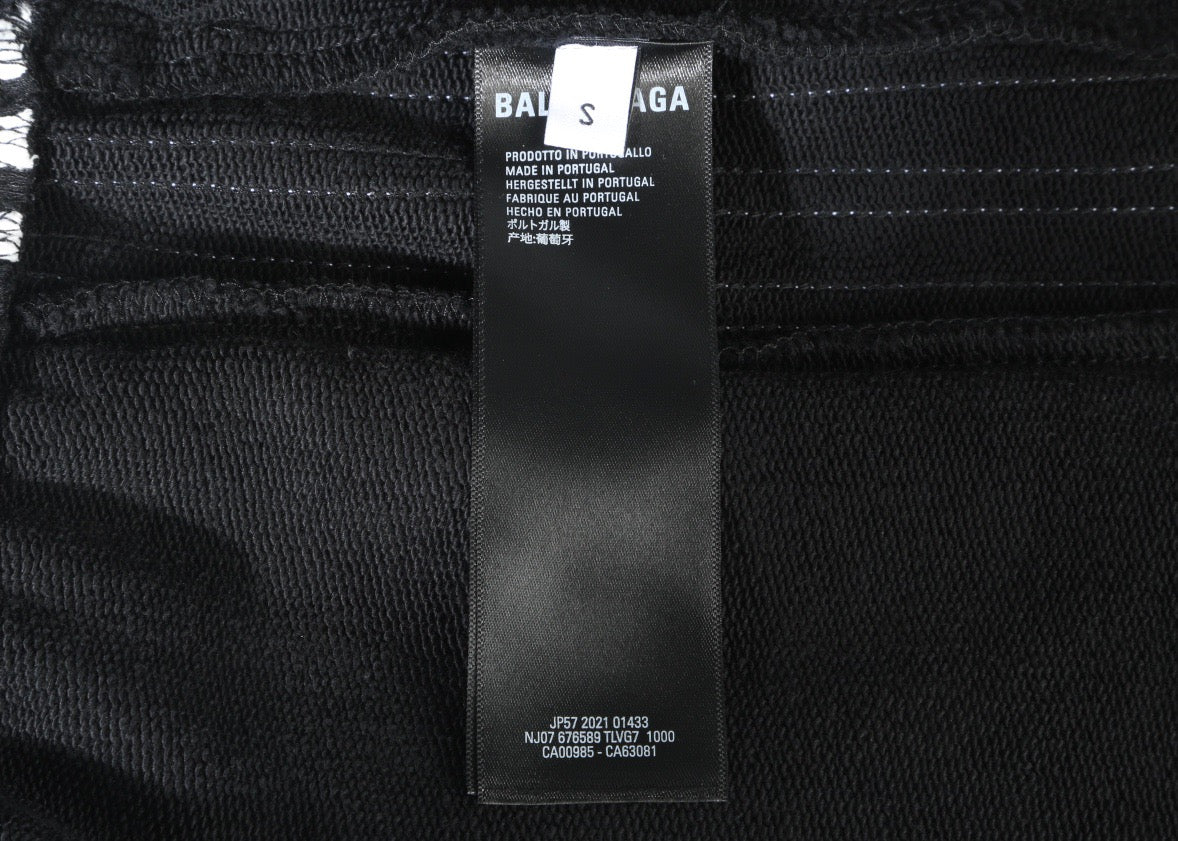 BAL AGA
S
PRODOTTO IN PORTOGALLO
MADE IN PORTUGAL
HERGESTELLT IN PORTUGAL
FABRIQUE AU PORTUGAL
HECHO EN PORTUGAL
ポルトガル製
产地:葡萄牙
JP57 2021 01433
NJ07 676589 TLVG7 1000
CA00985 - CA63081